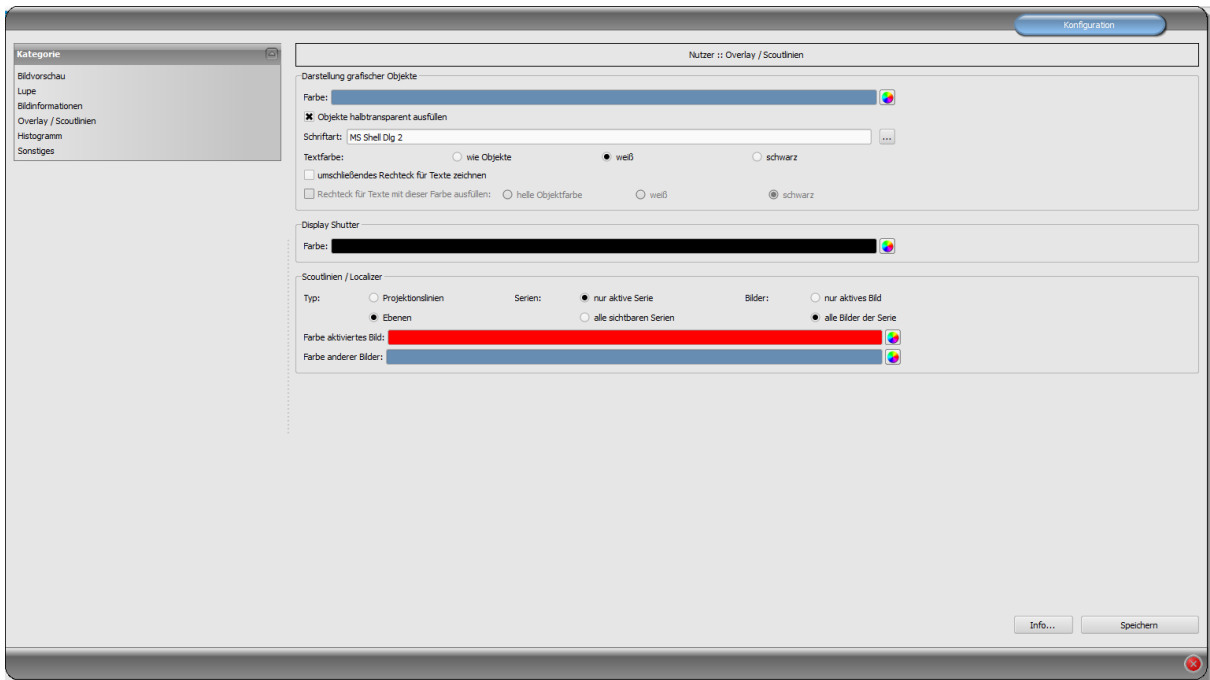 Konfiguration
Kategorie
Bildvorschau
Lupe
Bildinformationen
Overlay / Scoutlinien
Histogramm
Sonstiges
Nutzer :: Overlay / Scoutlinien
Darstellung grafischer Objekte
Farbe:
Objekte halbtransparent ausfüllen
Schriftart: MS Shell Dlg 2 ...
Textfarbe: wie Objekte weiß schwarz
umschließendes Rechteck für Texte zeichnen
Rechteck für Texte mit dieser Farbe ausfüllen: helle Objektfarbe weiß schwarz
Display Shutter
Farbe:
Scoutlinien / Localizer
Typ: Projektionslinien Serien: nur aktive Serie Bilder: nur aktives Bild
Ebenen alle sichtbaren Serien alle Bilder der Serie
Farbe aktiviertes Bild:
Farbe anderer Bilder:
Info... Speichern